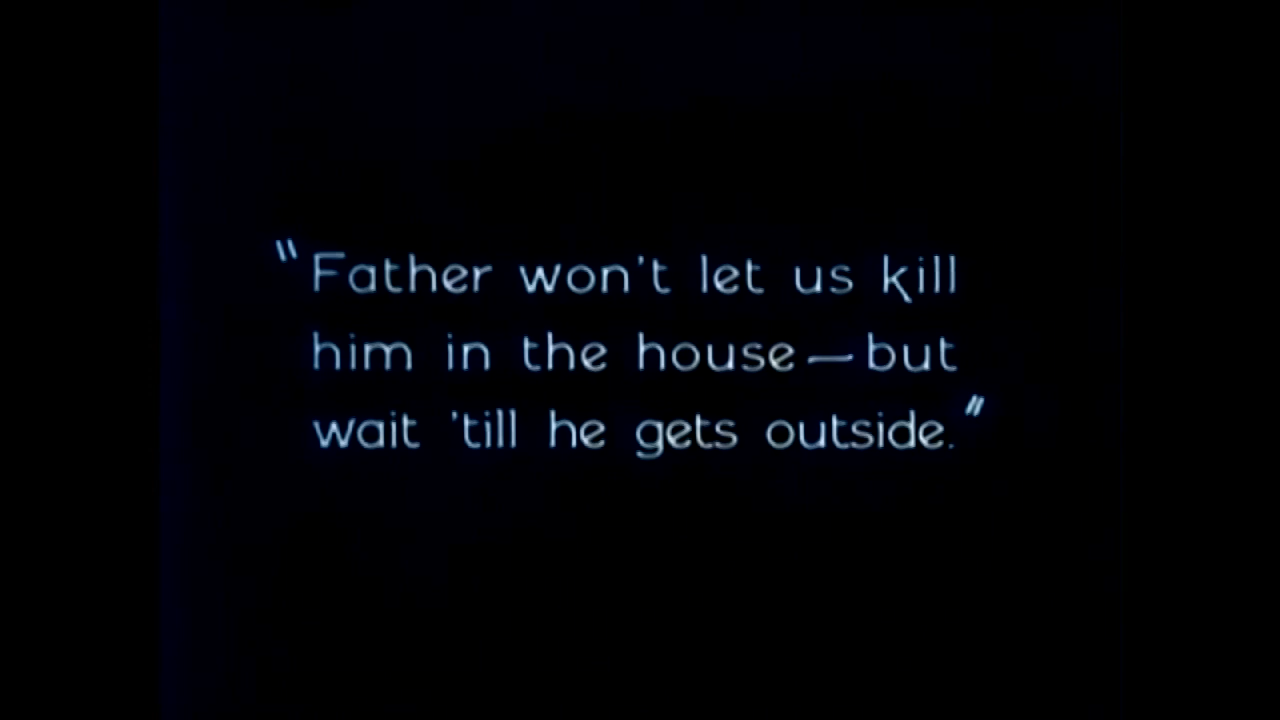 "Father won't let us kill
him in the house—but
wait 'till he gets outside."